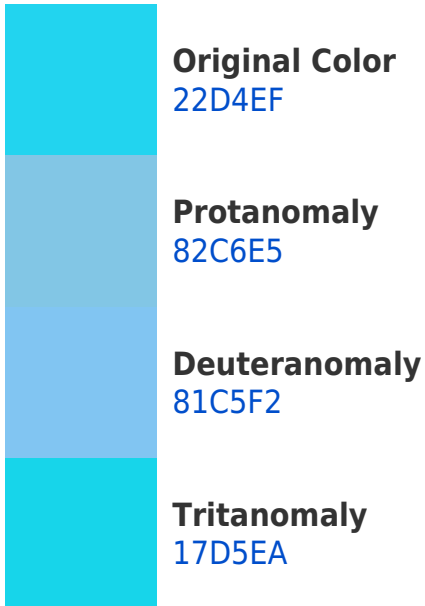 Original Color
22D4EF
Protanomaly
82C6E5
Deuteranomaly
81C5F2
Tritanomaly
17D5EA